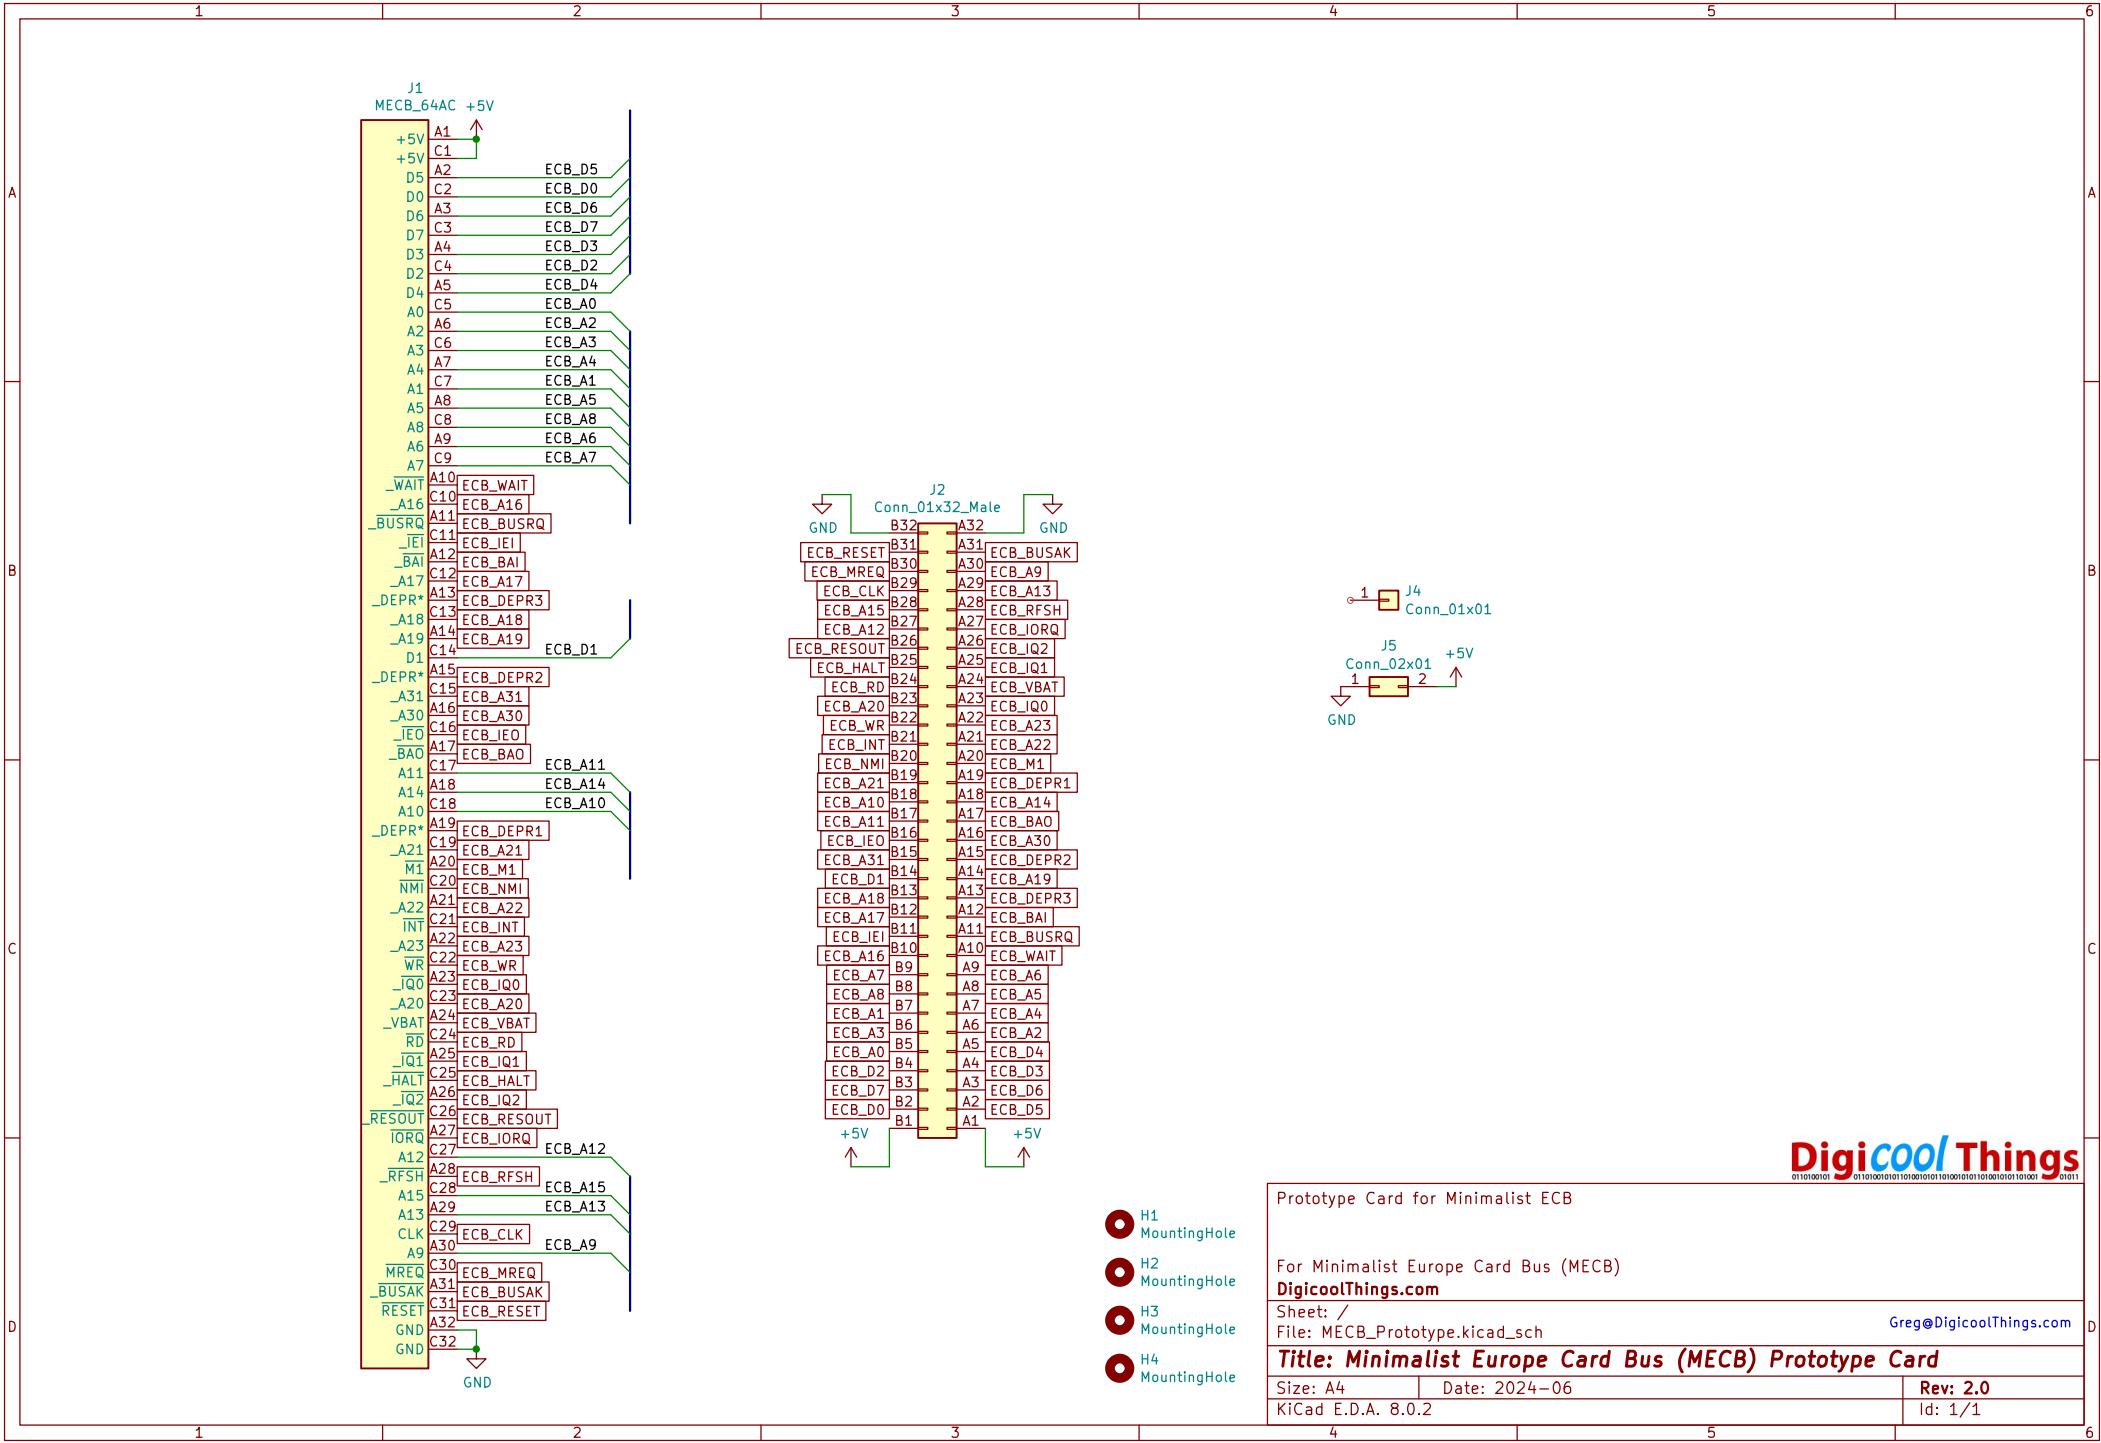 1 2 3 4 5 6
A A
B B
C C
D D
J1
MECB_64AC +5V
+5V A1
+5V C1
D5 A2 ECB_D5
D0 C2 ECB_D0
D6 A3 ECB_D6
D7 C3 ECB_D7
D3 A4 ECB_D3
D2 C4 ECB_D2
D4 A5 ECB_D4
A0 C5 ECB_A0
A2 A6 ECB_A2
A3 C6 ECB_A3
A4 A7 ECB_A4
A1 C7 ECB_A1
A5 A8 ECB_A5
A8 C8 ECB_A8
A6 A9 ECB_A6
A7 C9 ECB_A7
_WAIT A10 ECB_WAIT
_A16 C10 ECB_A16
_BUSRQ A11 ECB_BUSRQ
_IEI C11 ECB_IEI
_BAI A12 ECB_BAI
_A17 C12 ECB_A17
_DEPR* A13 ECB_DEPR3
_A18 C13 ECB_A18
_A19 A14 ECB_A19
D1 C14 ECB_D1
_DEPR* A15 ECB_DEPR2
_A31 C15 ECB_A31
_A30 A16 ECB_A30
_IEO C16 ECB_IEO
_BAO A17 ECB_BAO
A11 C17 ECB_A11
A14 A18 ECB_A14
A10 C18 ECB_A10
_DEPR* A19 ECB_DEPR1
_A21 C19 ECB_A21
M1 A20 ECB_M1
NMI C20 ECB_NMI
_A22 A21 ECB_A22
INT C21 ECB_INT
_A23 A22 ECB_A23
WR C22 ECB_WR
_IQ0 A23 ECB_IQ0
_A20 C23 ECB_A20
_VBAT A24 ECB_VBAT
RD C24 ECB_RD
_IQ1 A25 ECB_IQ1
_HALT C25 ECB_HALT
_IQ2 A26 ECB_IQ2
_RESOUT C26 ECB_RESOUT
IORQ A27 ECB_IORQ
A12 C27 ECB_A12
_RFSH A28 ECB_RFSH
A15 C28 ECB_A15
A13 A29 ECB_A13
CLK C29 ECB_CLK
A9 A30 ECB_A9
MREQ C30 ECB_MREQ
_BUSAK A31 ECB_BUSAK
RESET C31 ECB_RESET
GND A32
GND C32
GND
J2
Conn_01x32_Male
GND B32 A32 GND
ECB_RESET B31 A31 ECB_BUSAK
ECB_MREQ B30 A30 ECB_A9
ECB_CLK B29 A29 ECB_A13
ECB_A15 B28 A28 ECB_RFSH
ECB_A12 B27 A27 ECB_IORQ
ECB_RESOUT B26 A26 ECB_IQ2
ECB_HALT B25 A25 ECB_IQ1
ECB_RD B24 A24 ECB_VBAT
ECB_A20 B23 A23 ECB_IQ0
ECB_WR B22 A22 ECB_A23
ECB_INT B21 A21 ECB_A22
ECB_NMI B20 A20 ECB_M1
ECB_A21 B19 A19 ECB_DEPR1
ECB_A10 B18 A18 ECB_A14
ECB_A11 B17 A17 ECB_BAO
ECB_IEO B16 A16 ECB_A30
ECB_A31 B15 A15 ECB_DEPR2
ECB_D1 B14 A14 ECB_A19
ECB_A18 B13 A13 ECB_DEPR3
ECB_A17 B12 A12 ECB_BAI
ECB_IEI B11 A11 ECB_BUSRQ
ECB_A16 B10 A10 ECB_WAIT
ECB_A7 B9 A9 ECB_A6
ECB_A8 B8 A8 ECB_A5
ECB_A1 B7 A7 ECB_A4
ECB_A3 B6 A6 ECB_A2
ECB_A0 B5 A5 ECB_D4
ECB_D2 B4 A4 ECB_D3
ECB_D7 B3 A3 ECB_D6
ECB_D0 B2 A2 ECB_D5
B1 A1
+5V +5V
1 J4
Conn_01x01
J5 +5V
Conn_02x01
1 2
GND
H1
MountingHole
H2
MountingHole
H3
MountingHole
H4
MountingHole
Digicool Things
Prototype Card for Minimalist ECB
For Minimalist Europe Card Bus (MECB)
DigicoolThings.com
Sheet: /
File: MECB_Prototype.kicad_sch
Greg@DigicoolThings.com
Title: Minimalist Europe Card Bus (MECB) Prototype Card
Size: A4 Date: 2024-06 Rev: 2.0
KiCad E.D.A. 8.0.2 Id: 1/1
1 2 3 4 5 6